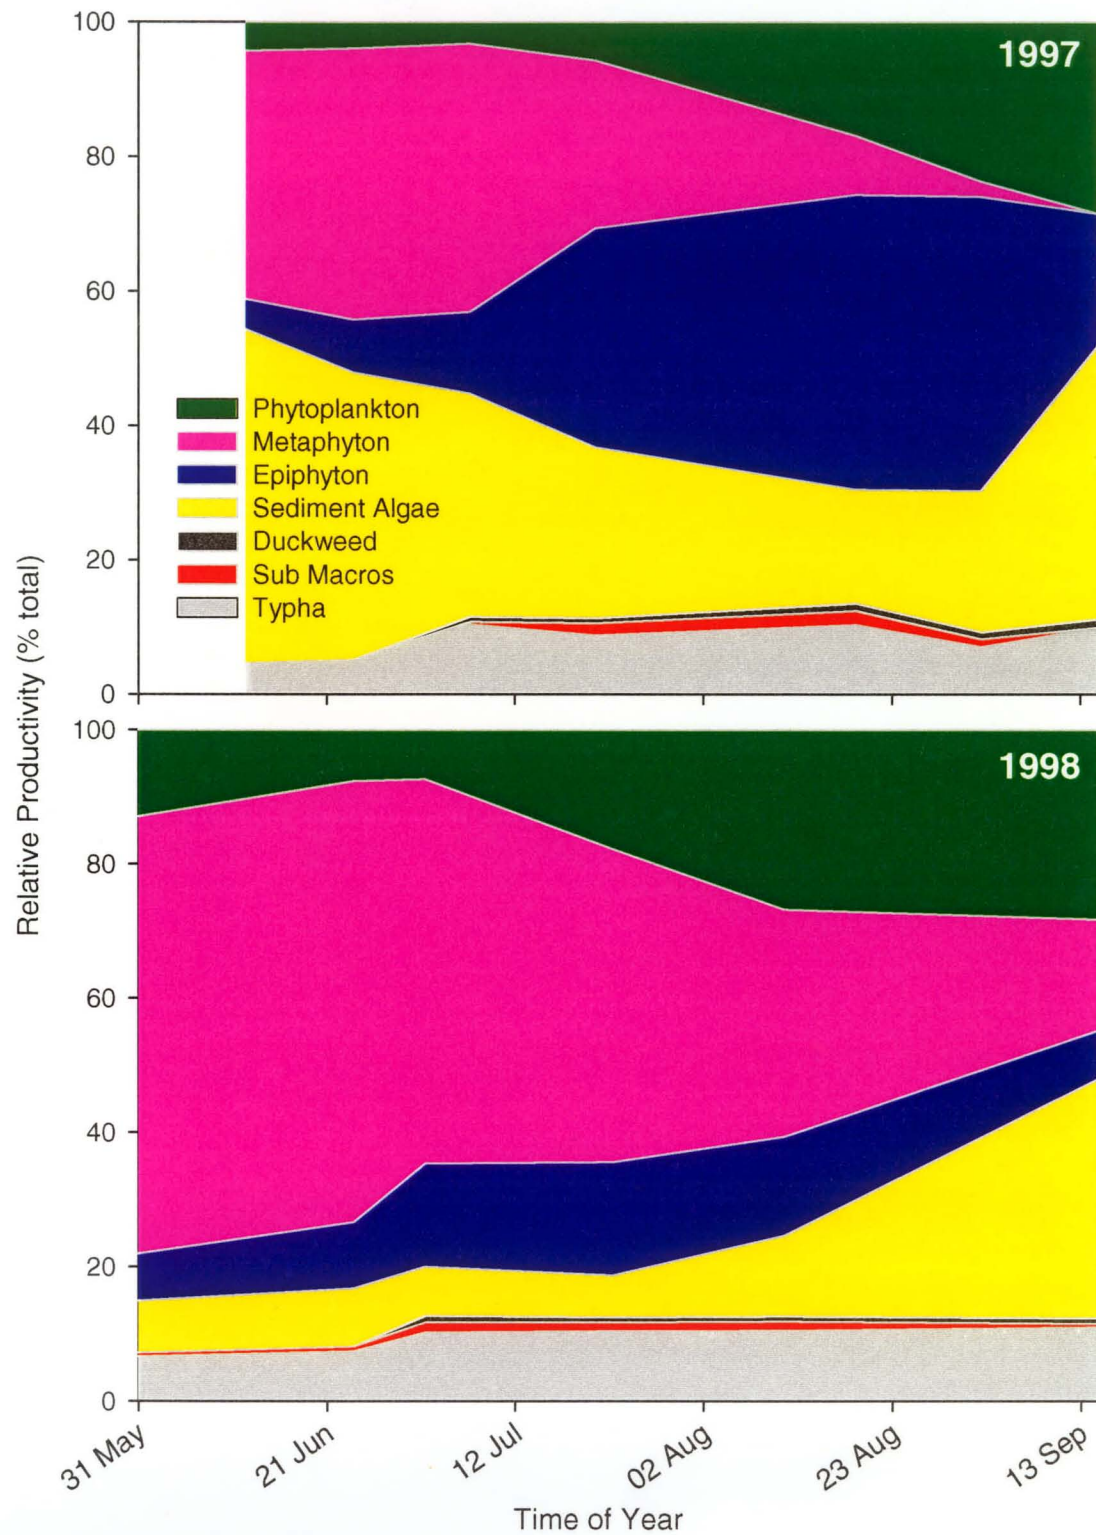 100
1997
80
60
40
20
0
Phytoplankton
Metaphyton
Epiphyton
Sediment Algae
Duckweed
Sub Macros
Typha
Relative Productivity (% total)
100
1998
80
60
40
20
0
31 May
21 Jun
12 Jul
02 Aug
23 Aug
13 Sep
Time of Year